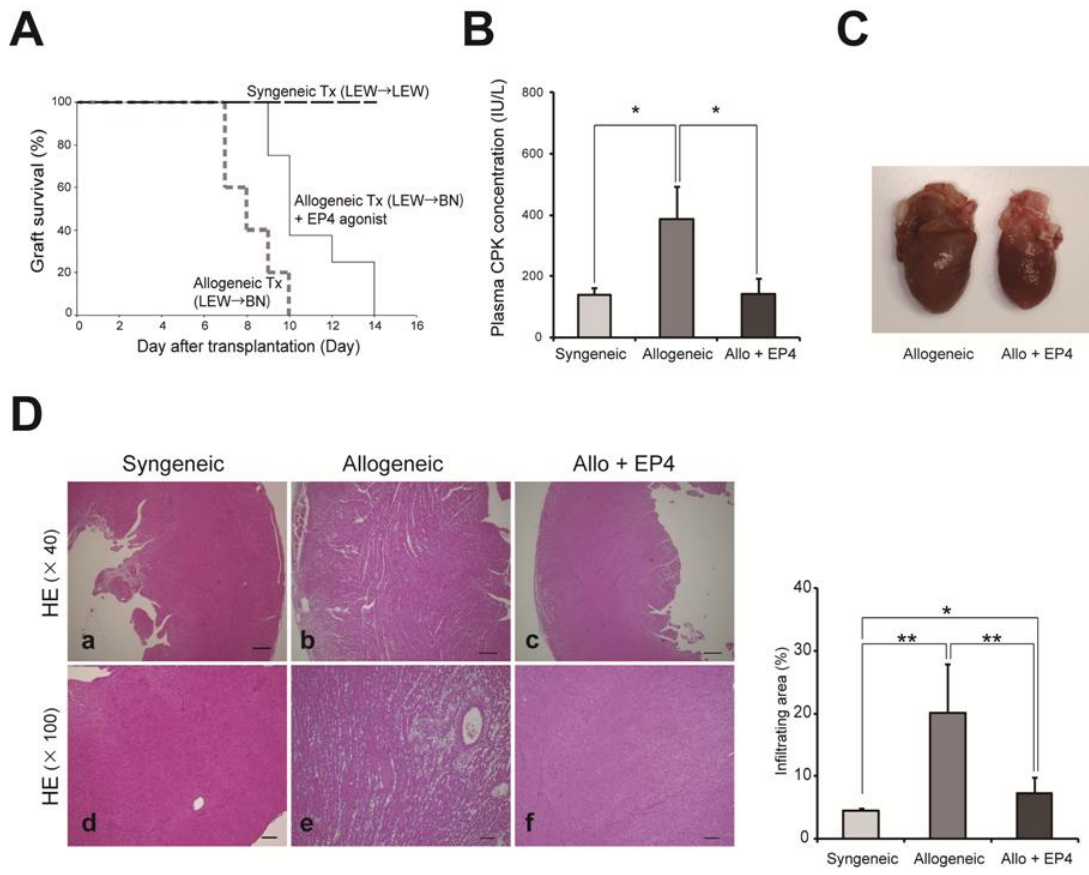 A
Syngeneic Tx (LEW→LEW)
Allogeneic Tx (LEW→BN)
+ EP4 agonist
Allogeneic Tx
(LEW→BN)
Graft survival (%)
100
80
60
40
20
0
0 2 4 6 8 10 12 14 16
Day after transplantation (Day)
B
Plasma CPK concentration (IU/L)
800
600
400
200
0
* *
Syngeneic Allogeneic Allo + EP4
C
Allogeneic Allo + EP4
D
Syngeneic Allogeneic Allo + EP4
HE (× 40)
a b c
HE (× 100)
d e f
Infiltrating area (%)
40
30
20
10
0
*
** **
Syngeneic Allogeneic Allo + EP4